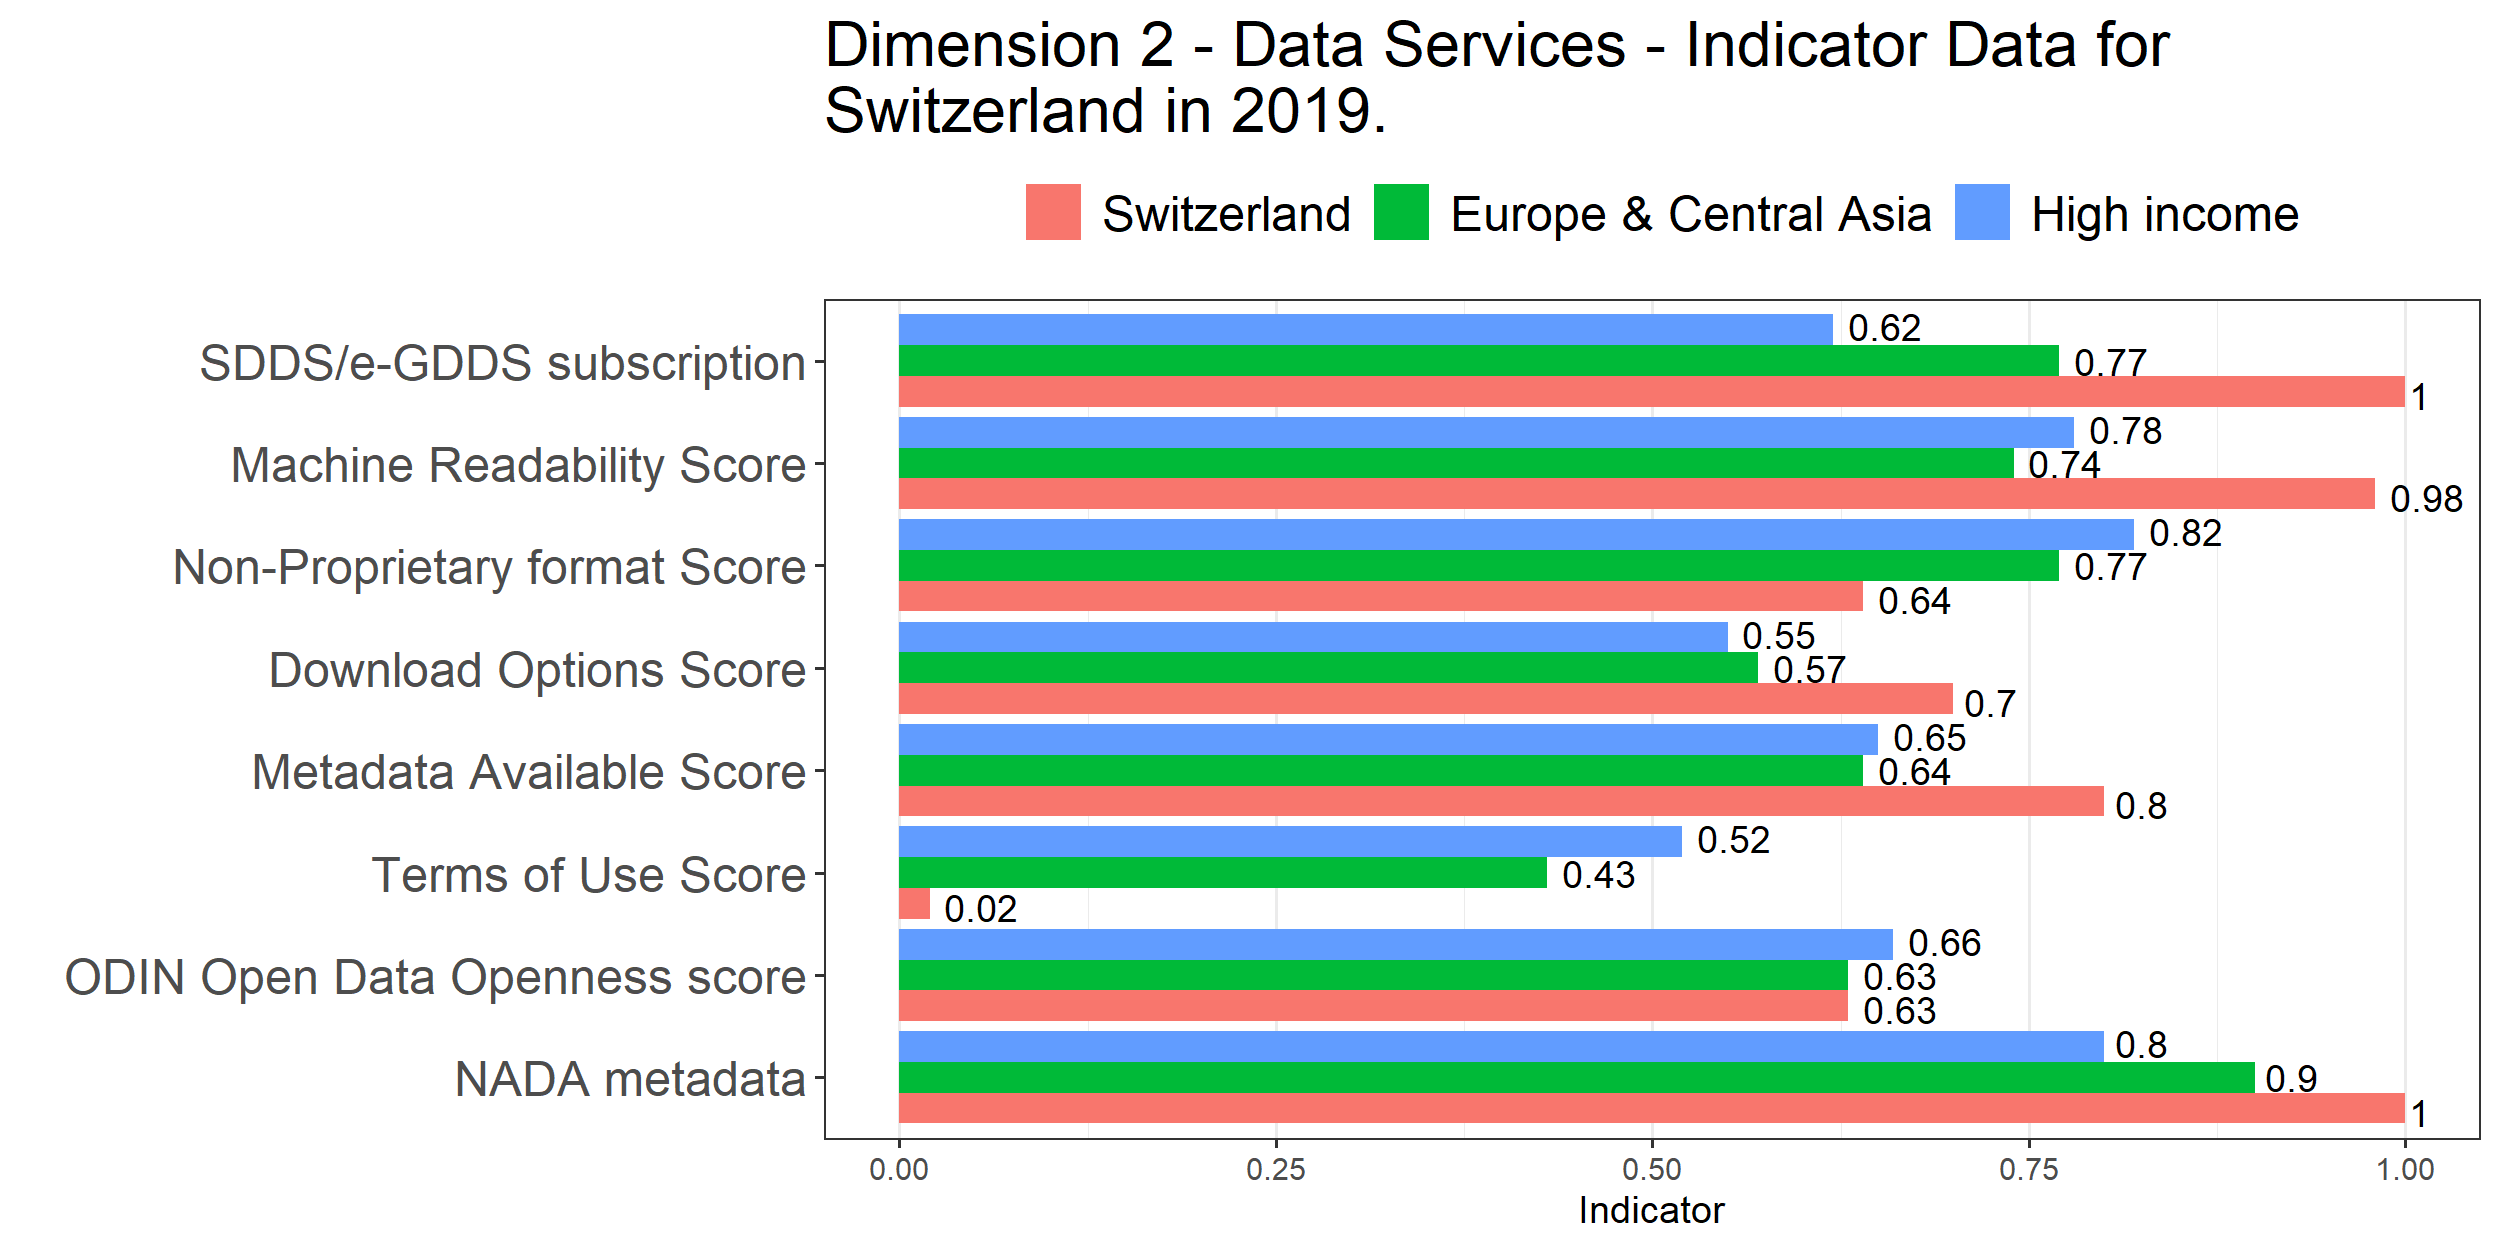 Dimension 2 - Data Services - Indicator Data for
Switzerland in 2019.
Switzerland Europe & Central Asia High income
SDDS/e-GDDS subscription
0.62
0.77
1
Machine Readability Score
0.78
0.74
0.98
Non-Proprietary format Score
0.82
0.77
0.64
Download Options Score
0.55
0.57
0.7
Metadata Available Score
0.65
0.64
0.8
Terms of Use Score
0.52
0.43
0.02
ODIN Open Data Openness score
0.66
0.63
0.63
NADA metadata
0.8
0.9
1
0.00 0.25 0.50 0.75 1.00
Indicator